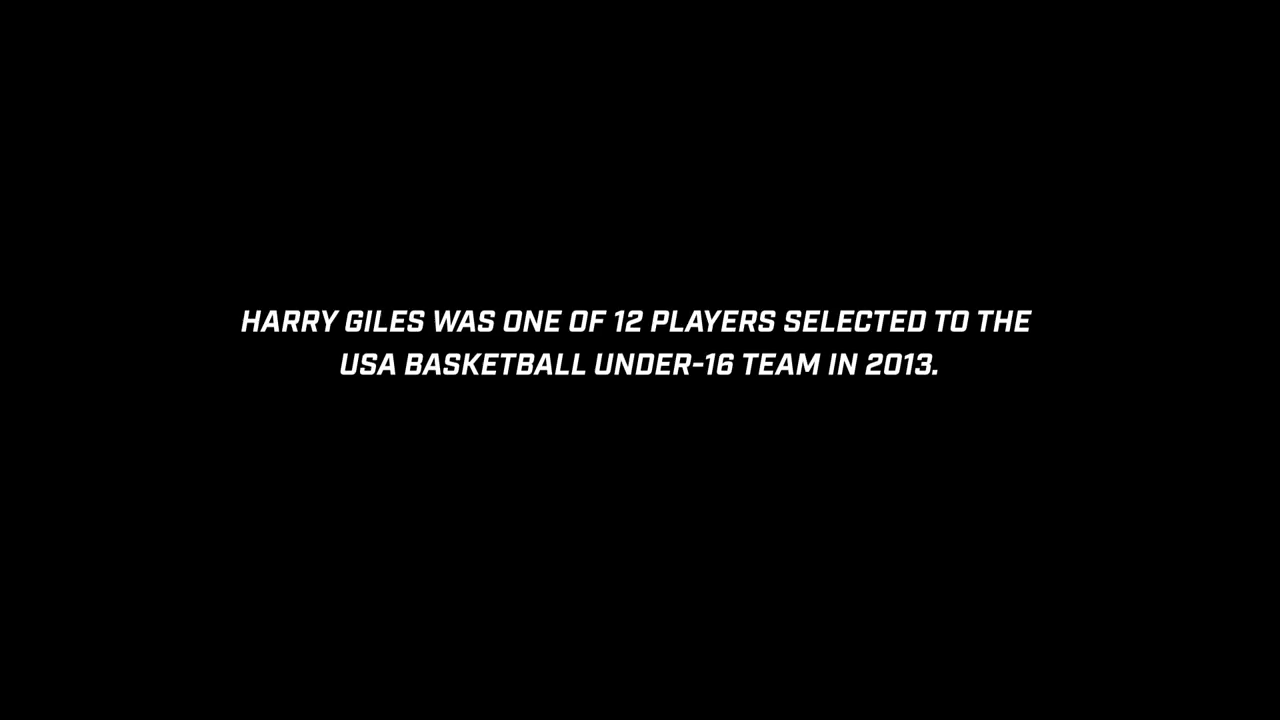 HARRY GILES WAS ONE OF 12 PLAYERS SELECTED TO THE
USA BASKETBALL UNDER-16 TEAM IN 2013.